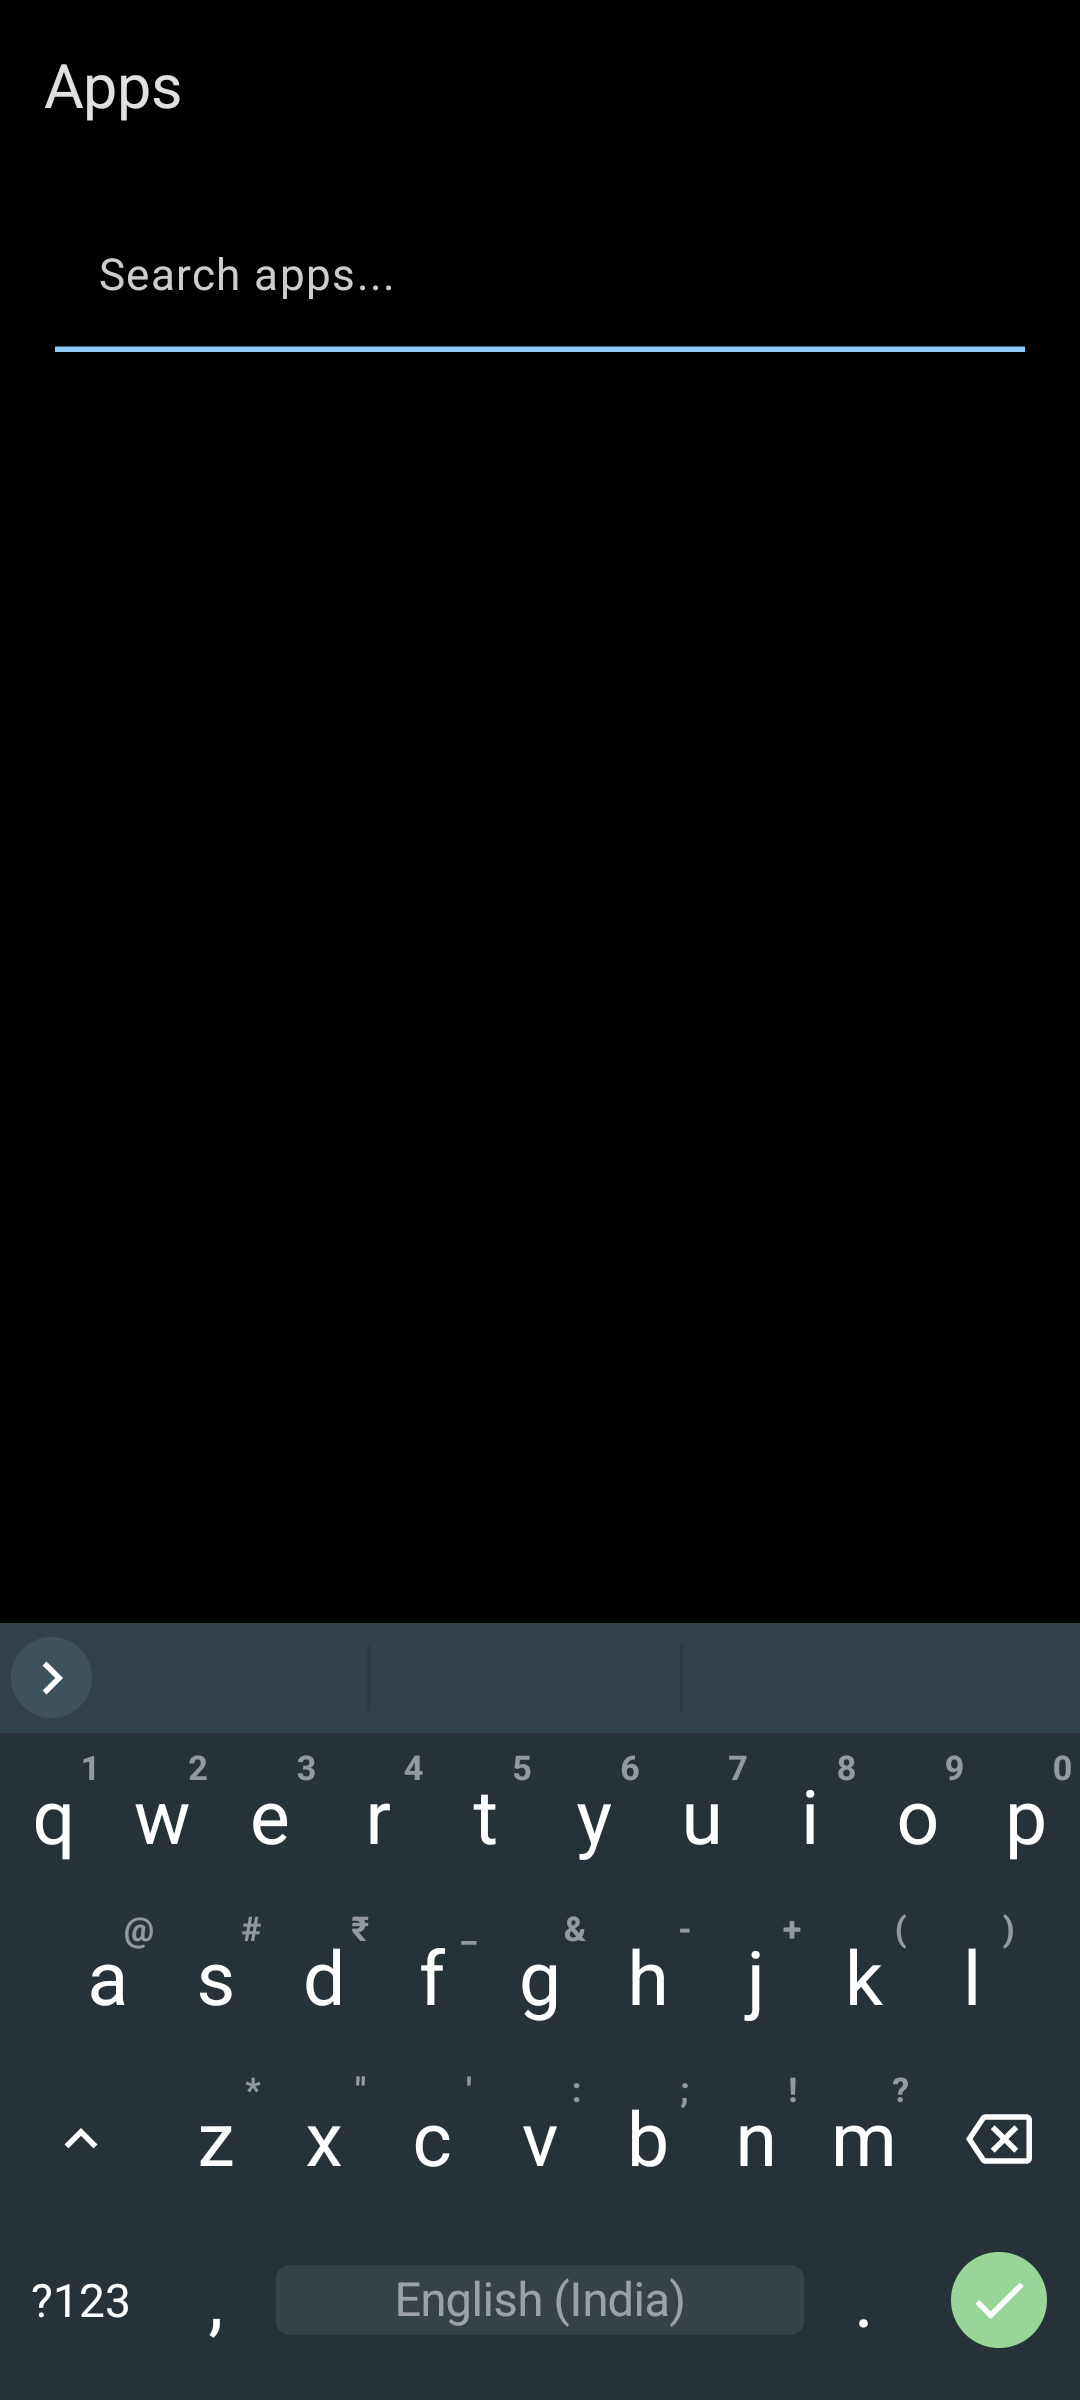 Apps
Search apps...
1 2 3 4 5 6 7 8 9 0
q w e r t y u i o p
@ # ₹ _ & - + ( )
a s d f g h j k l
* " ' : ; ! ?
z x c v b n m
?123 , English (India) .